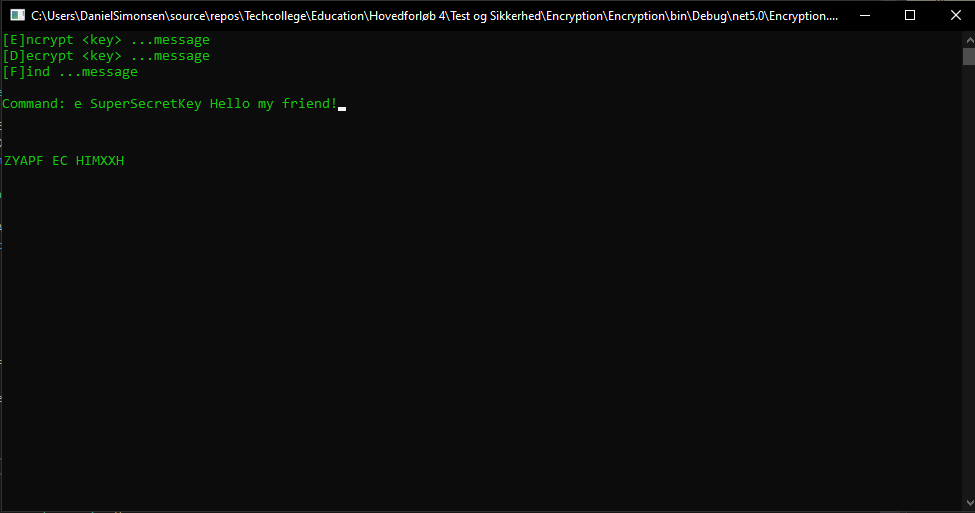 C:\Users\DanielSimonsen\source\repos\Techcollege\Education\Hovedforløb 4\Test og Sikkerhed\Encryption\Encryption\bin\Debug\net5.0\Encryption....
[E]ncrypt <key> ...message
[D]ecrypt <key> ...message
[F]ind ...message
Command: e SuperSecretKey Hello my friend!
ZYAPF EC HIMXXH